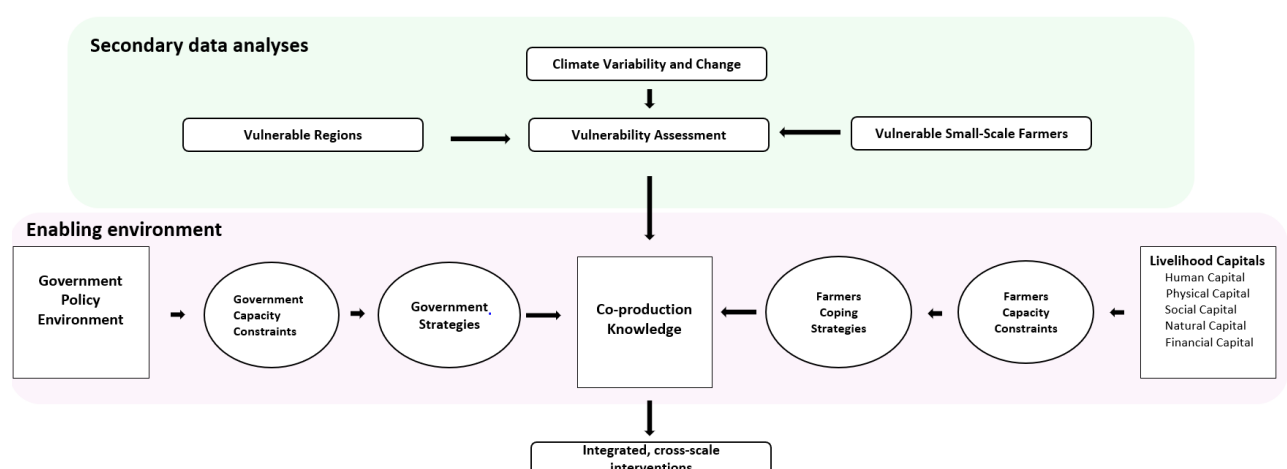 Secondary data analyses
Climate Variability and Change
Vulnerable Regions
Vulnerability Assessment
Vulnerable Small-Scale Farmers
Enabling environment
Government
Policy
Environment
Government
Capacity
Constraints
Government.
Strategies
Co-production
Knowledge
Farmers
Coping
Strategies
Farmers
Capacity
Constraints
Livelihood Capitals
Human Capital
Physical Capital
Social Capital
Natural Capital
Financial Capital
Integrated, cross-scale
interventions